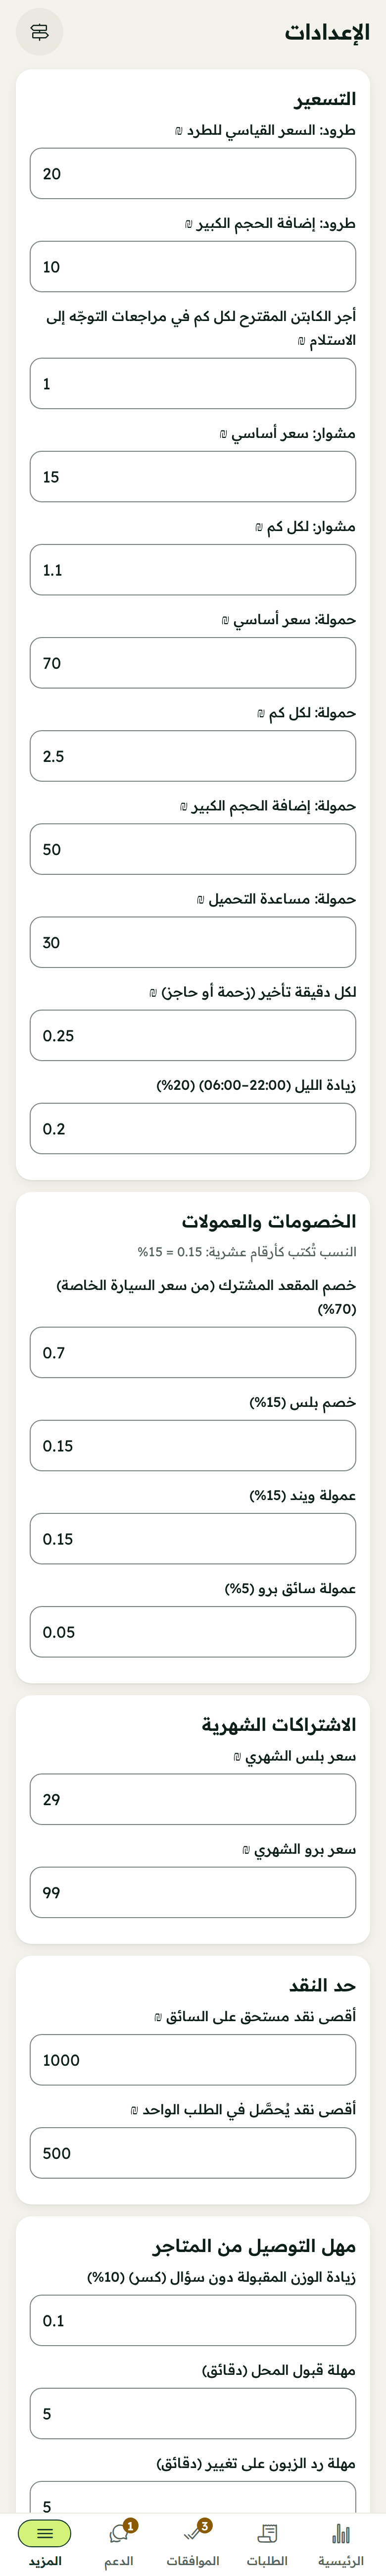 الإعدادات
التسعير
طرود: السعر القياسي للطرد ₪
20
طرود: إضافة الحجم الكبير ₪
10
أجر الكابتن المقترح لكل كم في مراجعات التوجّه إلى
الاستلام ₪
1
مشوار: سعر أساسي ₪
15
مشوار: لكل كم ₪
1.1
حمولة: سعر أساسي ₪
70
حمولة: لكل كم ₪
2.5
حمولة: إضافة الحجم الكبير ₪
50
حمولة: مساعدة التحميل ₪
30
لكل دقيقة تأخير (زحمة أو حاجز) ₪
0.25
زيادة الليل (22:00–06:00) (20%)
0.2
الخصومات والعمولات
النسب تُكتب كأرقام عشرية: 0.15 = 15%
خصم المقعد المشترك (من سعر السيارة الخاصة)
(70%)
0.7
خصم بلس (15%)
0.15
عمولة ويند (15%)
0.15
عمولة سائق برو (5%)
0.05
الاشتراكات الشهرية
سعر بلس الشهري ₪
29
سعر برو الشهري ₪
99
حد النقد
أقصى نقد مستحق على السائق ₪
1000
أقصى نقد يُحصَّل في الطلب الواحد ₪
500
مهل التوصيل من المتاجر
زيادة الوزن المقبولة دون سؤال (كسر) (10%)
0.1
مهلة قبول المحل (دقائق)
5
مهلة رد الزبون على تغيير (دقائق)
5
الرئيسية
الطلبات
3
الموافقات
1
الدعم
المزيد